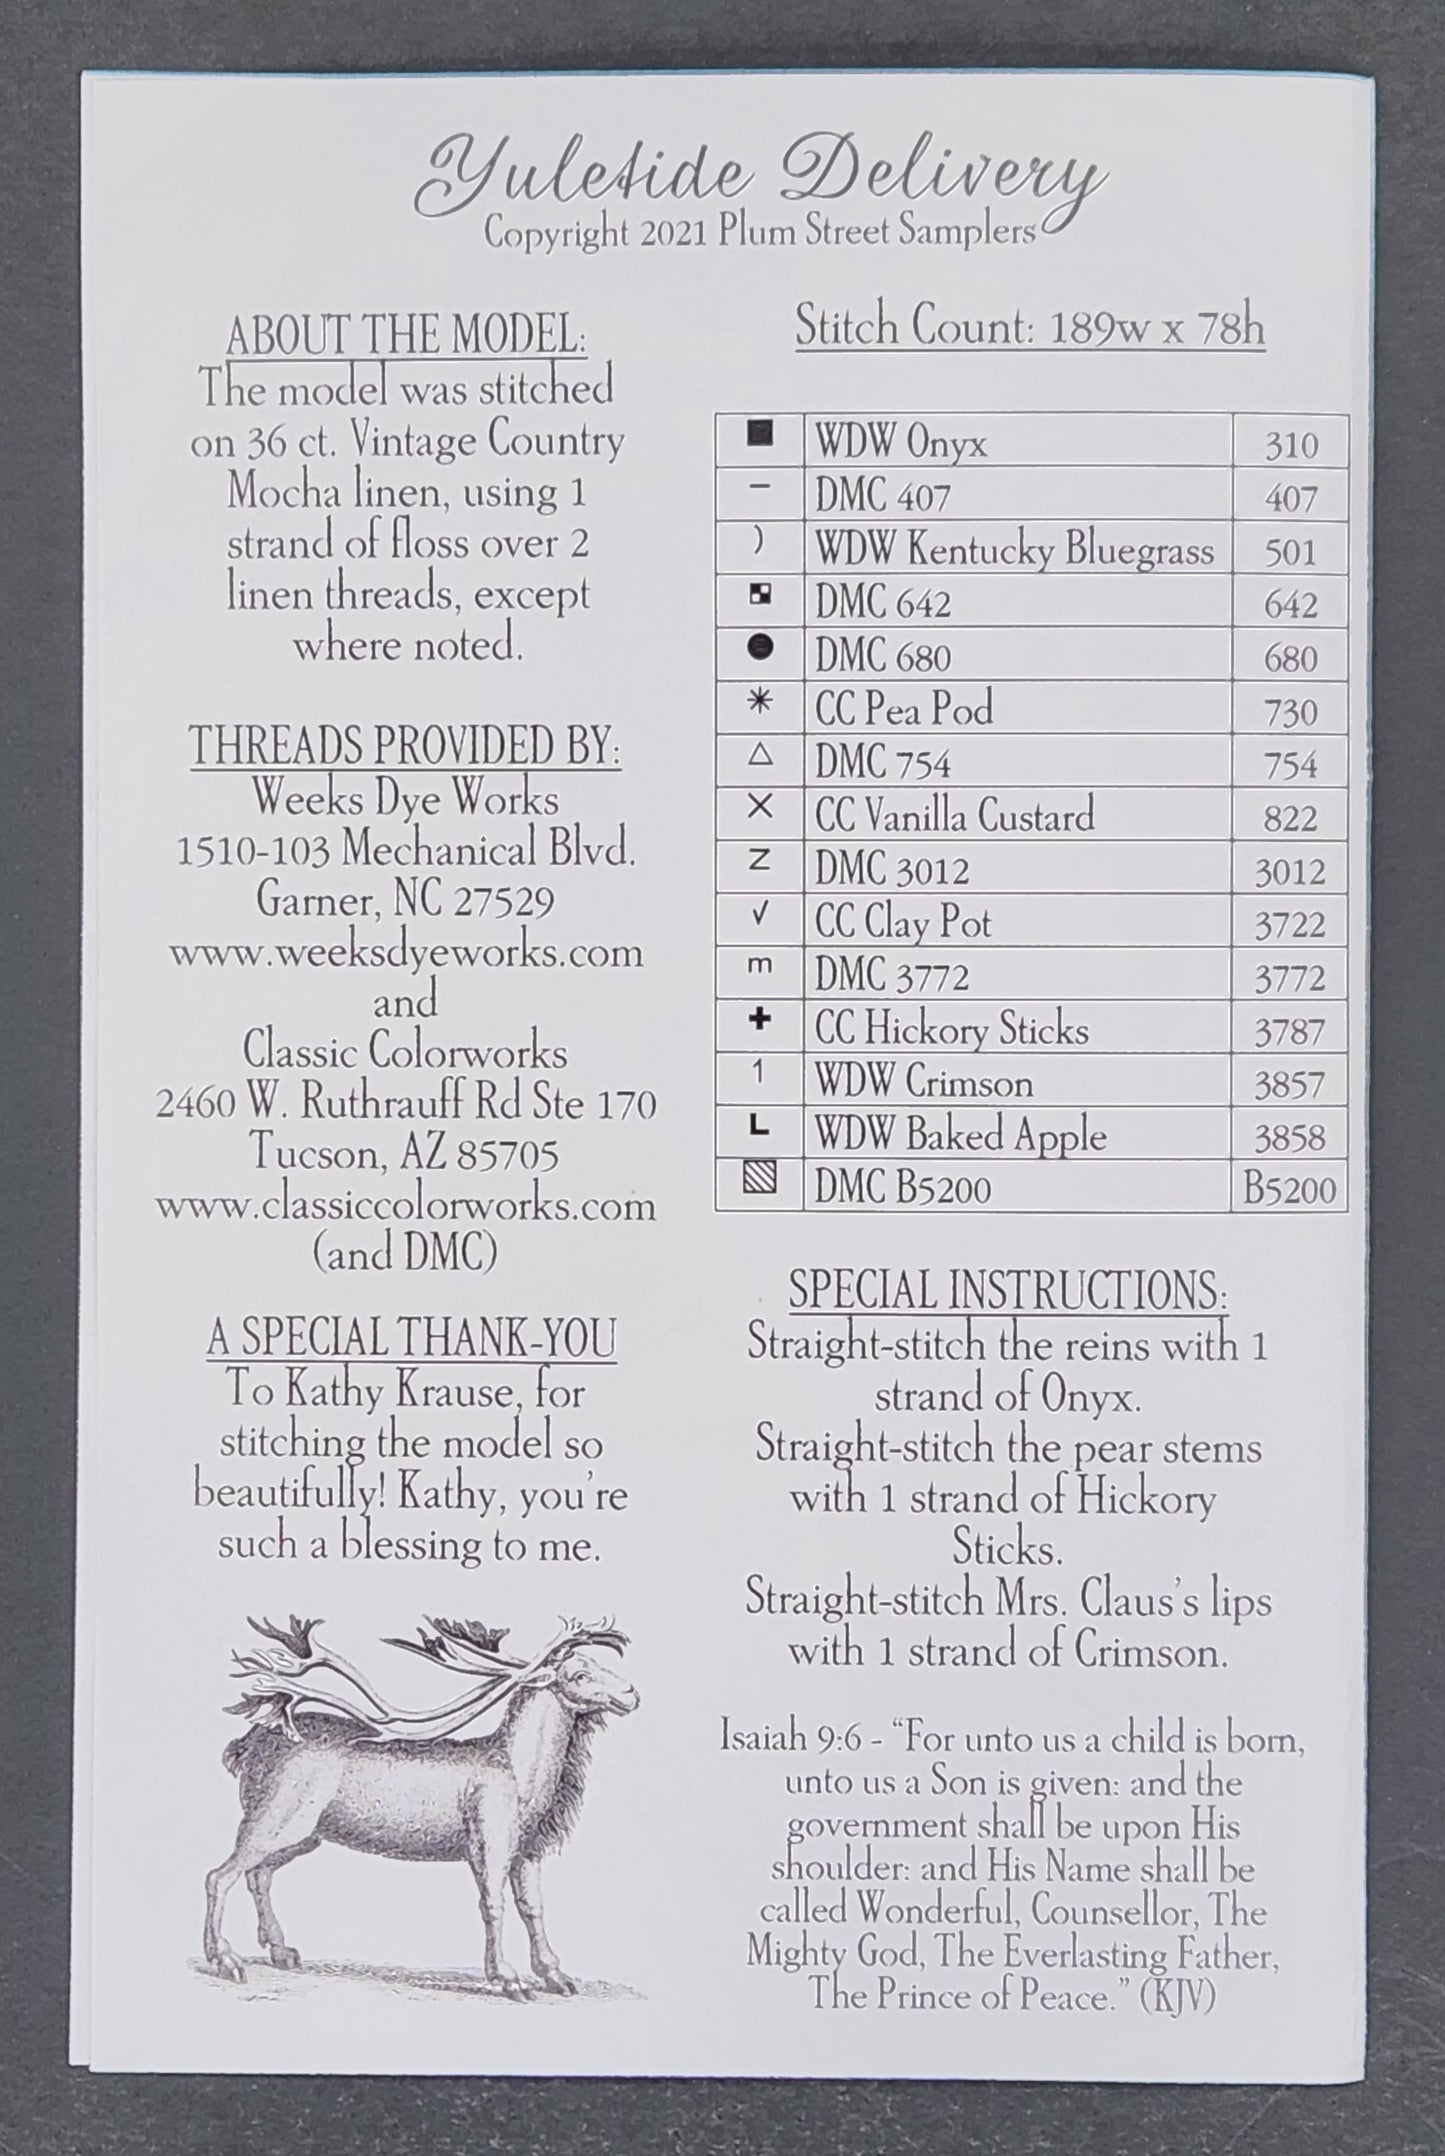 Yuletide Delivery
Copyright 2021 Plum Street Samplers
ABOUT THE MODEL:
The model was stitched
on 36 ct. Vintage Country
Mocha linen, using 1
strand of floss over 2
linen threads, except
where noted.
THREADS PROVIDED BY:
Weeks Dye Works
1510-103 Mechanical Blvd.
Garner, NC 27529
www.weeksdyeworks.com
and
Classic Colorworks
2460 W. Ruthrauff Rd Ste 170
Tucson, AZ 85705
www.classiccolorworks.com
(and DMC)
A SPECIAL THANK-YOU
To Kathy Krause, for
stitching the model so
beautifully! Kathy, you're
such a blessing to me.
Stitch Count: 189w x 78h
■ WDW Onyx 310
– DMC 407 407
) WDW Kentucky Bluegrass 501
DMC 642 642
● DMC 680 680
* CC Pea Pod 730
△ DMC 754 754
X CC Vanilla Custard 822
Z DMC 3012 3012
√ CC Clay Pot 3722
m DMC 3772 3772
+ CC Hickory Sticks 3787
1 WDW Crimson 3857
L WDW Baked Apple 3858
DMC B5200 B5200
SPECIAL INSTRUCTIONS:
Straight-stitch the reins with 1
strand of Onyx.
Straight-stitch the pear stems
with 1 strand of Hickory
Sticks.
Straight-stitch Mrs. Claus's lips
with 1 strand of Crimson.
Isaiah 9:6 - "For unto us a child is born,
unto us a Son is given: and the
government shall be upon His
shoulder: and His Name shall be
called Wonderful, Counsellor, The
Mighty God, The Everlasting Father,
The Prince of Peace." (KJV)